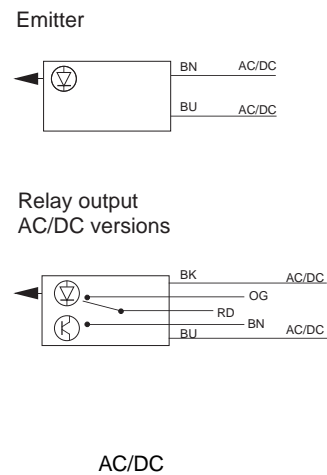 Emitter
BN AC/DC
BU AC/DC
Relay output
AC/DC versions
BK AC/DC
OG
RD
BN
BU AC/DC
AC/DC